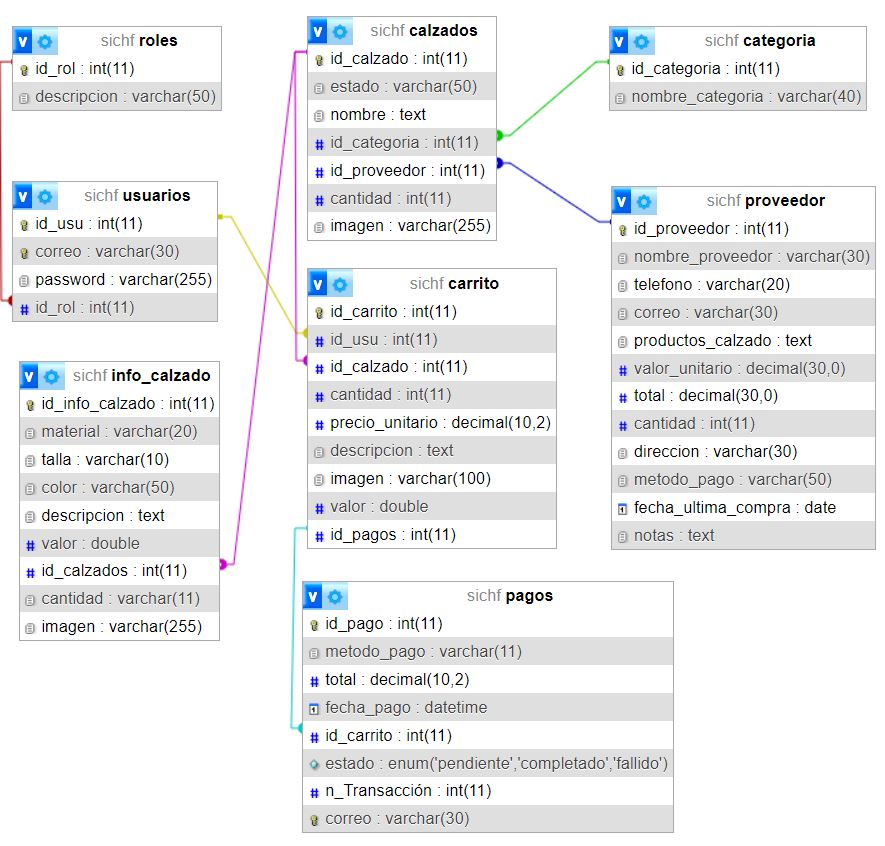 sichf roles
id_rol : int(11)
descripcion : varchar(50)
sichf usuarios
id_usu : int(11)
correo : varchar(30)
password : varchar(255)
id_rol : int(11)
sichf info_calzado
id_info_calzado : int(11)
material : varchar(20)
talla : varchar(10)
color : varchar(50)
descripcion : text
valor : double
id_calzados : int(11)
cantidad : varchar(11)
imagen : varchar(255)
sichf calzados
id_calzado : int(11)
estado : varchar(50)
nombre : text
id_categoria : int(11)
id_proveedor : int(11)
cantidad : int(11)
imagen : varchar(255)
sichf carrito
id_carrito : int(11)
id_usu : int(11)
id_calzado : int(11)
cantidad : int(11)
precio_unitario : decimal(10,2)
descripcion : text
imagen : varchar(100)
valor : double
id_pagos : int(11)
sichf pagos
id_pago : int(11)
metodo_pago : varchar(11)
total : decimal(10,2)
fecha_pago : datetime
id_carrito : int(11)
estado : enum('pendiente','completado','fallido')
n_Transacción : int(11)
correo : varchar(30)
sichf categoria
id_categoria : int(11)
nombre_categoria : varchar(40)
sichf proveedor
id_proveedor : int(11)
nombre_proveedor : varchar(30)
telefono : varchar(20)
correo : varchar(30)
productos_calzado : text
valor_unitario : decimal(30,0)
total : decimal(30,0)
cantidad : int(11)
direccion : varchar(30)
metodo_pago : varchar(50)
fecha_ultima_compra : date
notas : text